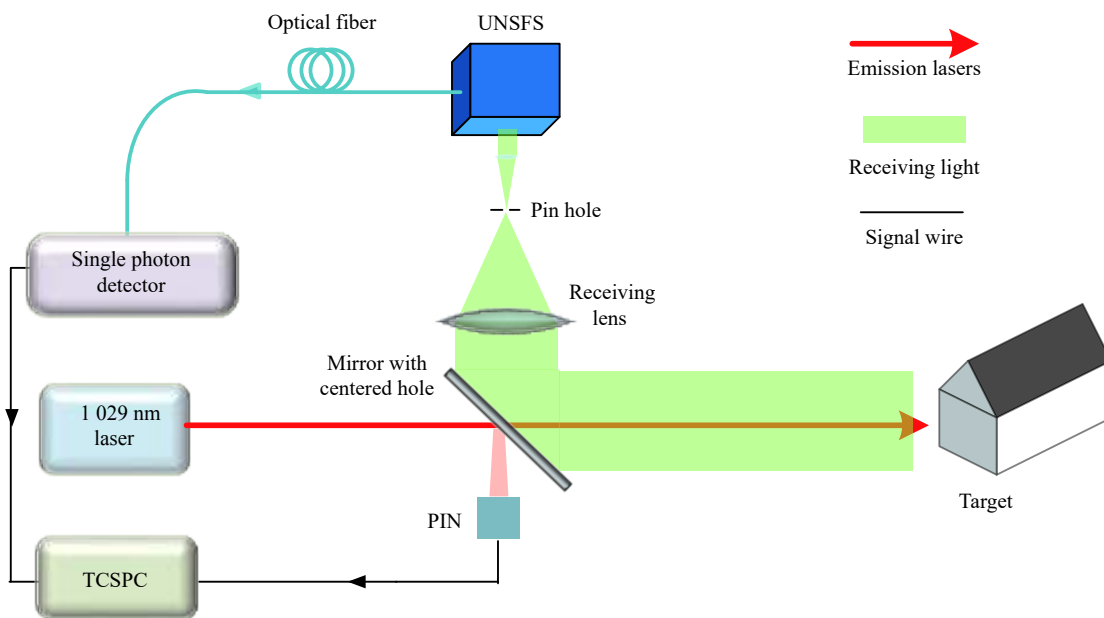 Optical fiber
UNSFS
Emission lasers
Receiving light
Signal wire
Pin hole
Single photon
detector
Receiving
lens
Mirror with
centered hole
1 029 nm
laser
Target
PIN
TCSPC